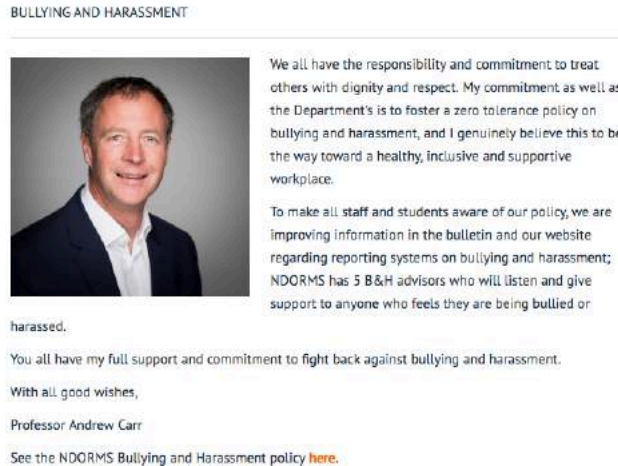 BULLYING AND HARASSMENT
We all have the responsibility and commitment to treat
others with dignity and respect. My commitment as well as
the Department's is to foster a zero tolerance policy on
bullying and harassment, and I genuinely believe this to be
the way toward a healthy, inclusive and supportive
workplace.
To make all staff and students aware of our policy, we are
improving information in the bulletin and our website
regarding reporting systems on bullying and harassment;
NDORMS has 5 B&H advisors who will listen and give
support to anyone who feels they are being bullied or
harassed.
You all have my full support and commitment to fight back against bullying and harassment.
With all good wishes,
Professor Andrew Carr
See the NDORMS Bullying and Harassment policy here.